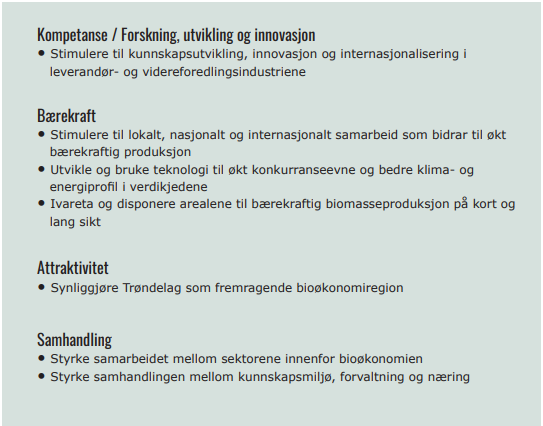 Kompetanse / Forskning, utvikling og innovasjon
• Stimulere til kunnskapsutvikling, innovasjon og internasjonalisering i
leverandør- og videreforedlingsindustriene
Bærekraft
• Stimulere til lokalt, nasjonalt og internasjonalt samarbeid som bidrar til økt
bærekraftig produksjon
• Utvikle og bruke teknologi til økt konkurranseevne og bedre klima- og
energiprofil i verdikjedene
• Ivareta og disponere arealene til bærekraftig biomasseproduksjon på kort og
lang sikt
Attraktivitet
• Synliggjøre Trøndelag som fremragende bioøkonomiregion
Samhandling
• Styrke samarbeidet mellom sektorene innenfor bioøkonomien
• Styrke samhandlingen mellom kunnskapsmiljø, forvaltning og næring